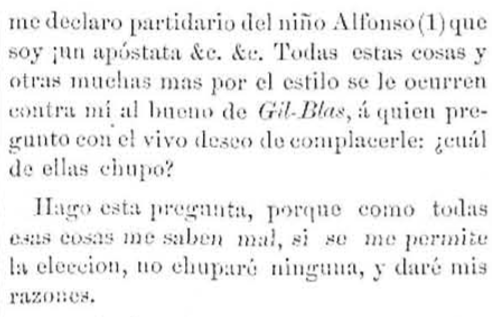 me declaro partidario del niño Alfonso(1) que
soy ¡un apóstata &c. &c. Todas estas cosas y
otras muchas mas por el estilo se le ocurren
contra mí al bueno de Gil-Blas, á quien pre-
gunto con el vivo deseo de complacerle: ¿cuál
de ellas chupo?
Hago esta pregunta, porque como todas
esas cosas me saben mal, si se me permite
la eleccion, no chuparé ninguna, y daré mis
razones.